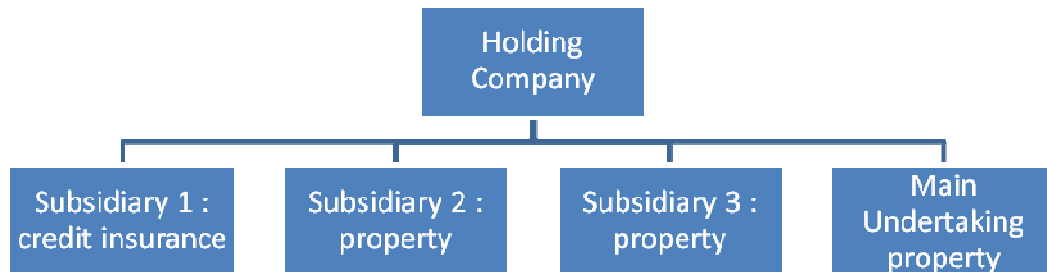 Holding
Company
Subsidiary 1 :
credit insurance
Subsidiary 2 :
property
Subsidiary 3 :
property
Main
Undertaking
property